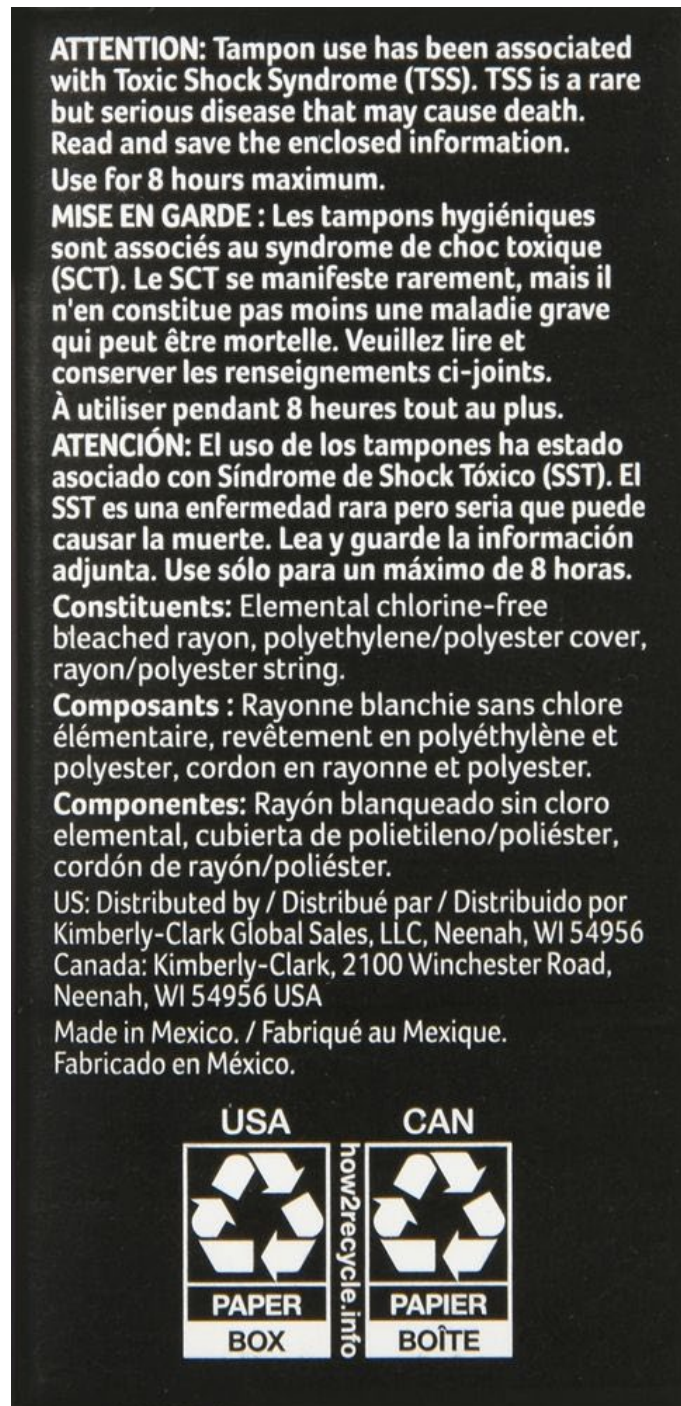 ATTENTION: Tampon use has been associated
with Toxic Shock Syndrome (TSS). TSS is a rare
but serious disease that may cause death.
Read and save the enclosed information.
Use for 8 hours maximum.
MISE EN GARDE : Les tampons hygiéniques
sont associés au syndrome de choc toxique
(SCT). Le SCT se manifeste rarement, mais il
n'en constitue pas moins une maladie grave
qui peut être mortelle. Veuillez lire et
conserver les renseignements ci-joints.
À utiliser pendant 8 heures tout au plus.
ATENCIÓN: El uso de los tampones ha estado
asociado con Síndrome de Shock Tóxico (SST). El
SST es una enfermedad rara pero seria que puede
causar la muerte. Lea y guarde la información
adjunta. Use sólo para un máximo de 8 horas.
Constituents: Elemental chlorine-free
bleached rayon, polyethylene/polyester cover,
rayon/polyester string.
Composants : Rayonne blanchie sans chlore
élémentaire, revêtement en polyéthylène et
polyester, cordon en rayonne et polyester.
Componentes: Rayón blanqueado sin cloro
elemental, cubierta de polietileno/poliéster,
cordón de rayón/poliéster.
US: Distributed by / Distribué par / Distribuido por
Kimberly-Clark Global Sales, LLC, Neenah, WI 54956
Canada: Kimberly-Clark, 2100 Winchester Road,
Neenah, WI 54956 USA
Made in Mexico. / Fabriqué au Mexique.
Fabricado en México.
USA
PAPER
BOX
how2recycle.info
CAN
PAPIER
BOÎTE